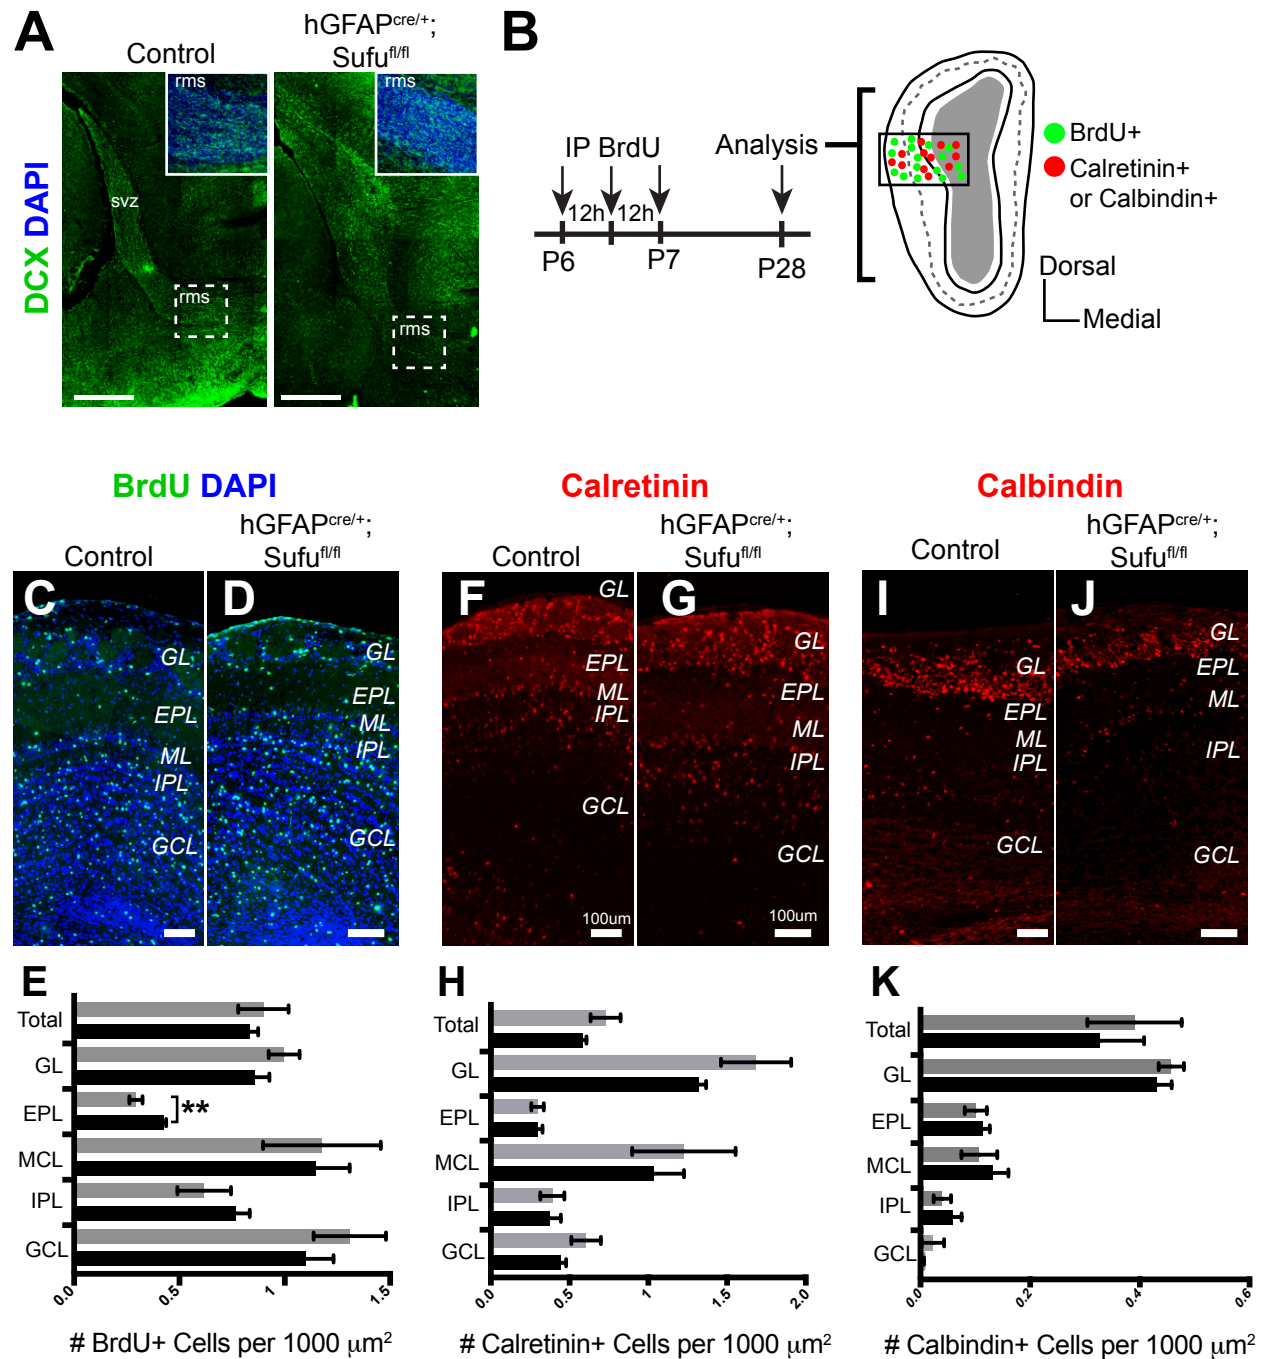 A
Control
hGFAPcre/+;
Sufufl/fl
DCX DAPI
rms
rms
svz
rms
rms
B
IP BrdU
12h 12h
P6
P7
P28
Analysis
BrdU+
Calretinin+
or Calbindin+
Dorsal
Medial
BrdU DAPI
Control
hGFAPcre/+;
Sufufl/fl
C
D
GL
EPL
ML
IPL
GCL
GL
EPL
ML
IPL
GCL
Calretinin
Control
hGFAPcre/+;
Sufufl/fl
F
G
GL
EPL
ML
IPL
GCL
100um
GL
EPL
ML
IPL
GCL
100um
Calbindin
Control
hGFAPcre/+;
Sufufl/fl
I
J
GL
EPL
ML
IPL
GCL
GL
EPL
ML
IPL
GCL
E
Total
GL
EPL
**
MCL
IPL
GCL
0.0 0.5 1 1.5
# BrdU+ Cells per 1000 μm2
H
Total
GL
EPL
MCL
IPL
GCL
0.0 0.5 1 1.5 2.0
# Calretinin+ Cells per 1000 μm2
K
Total
GL
EPL
MCL
IPL
GCL
0.0 0.2 0.4 0.6
# Calbindin+ Cells per 1000 μm2